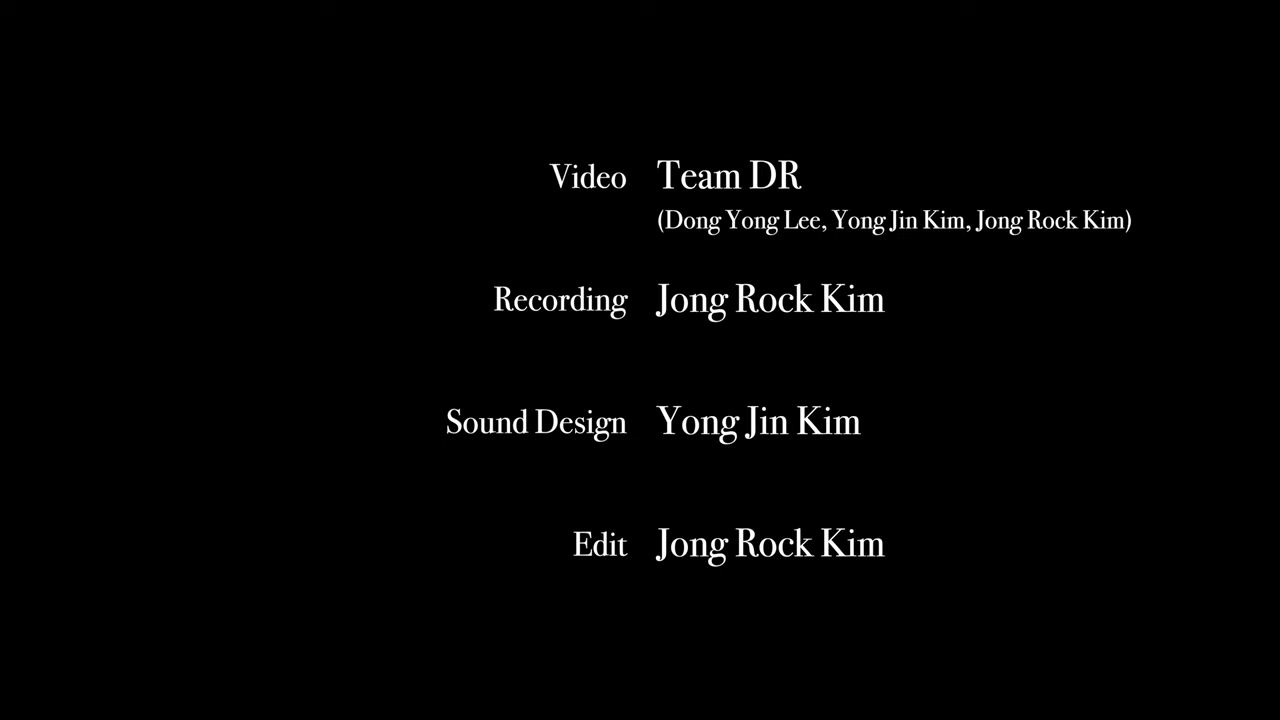 Video Team DR
(Dong Yong Lee, Yong Jin Kim, Jong Rock Kim)
Recording Jong Rock Kim
Sound Design Yong Jin Kim
Edit Jong Rock Kim